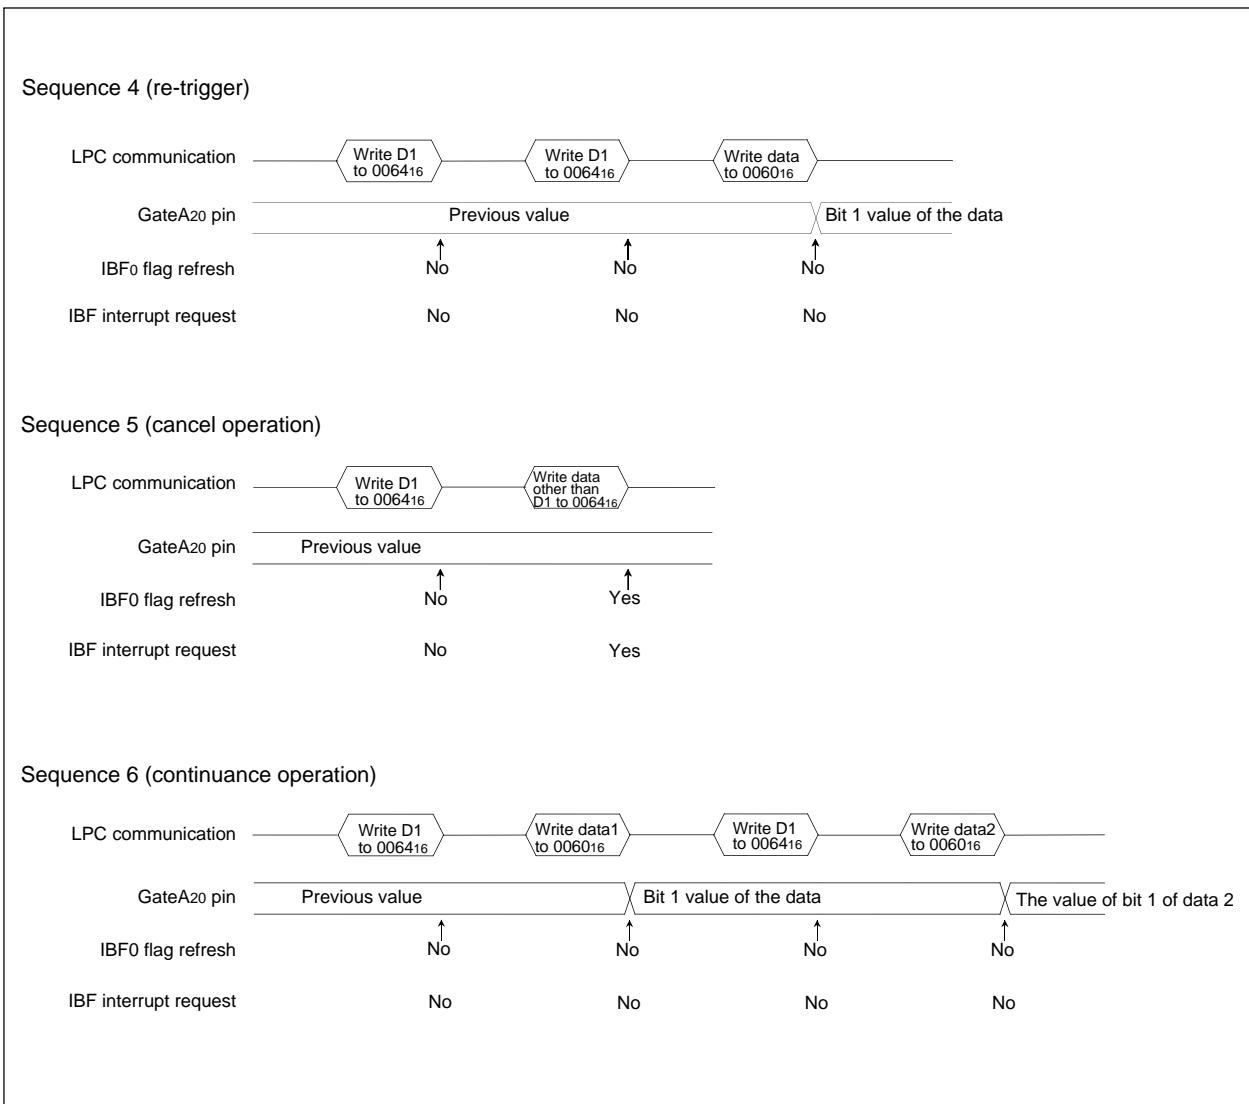 Sequence 4 (re-trigger)
LPC communication
Write D1
to 006416
Write D1
to 006416
Write data
to 006016
GateA20 pin
Previous value
Bit 1 value of the data
IBF0 flag refresh
No
No
No
IBF interrupt request
No
No
No
Sequence 5 (cancel operation)
LPC communication
Write D1
to 006416
Write data
other than
D1 to 006416
GateA20 pin
Previous value
IBF0 flag refresh
No
Yes
IBF interrupt request
No
Yes
Sequence 6 (continuance operation)
LPC communication
Write D1
to 006416
Write data1
to 006016
Write D1
to 006416
Write data2
to 006016
GateA20 pin
Previous value
Bit 1 value of the data
The value of bit 1 of data 2
IBF0 flag refresh
No
No
No
No
IBF interrupt request
No
No
No
No